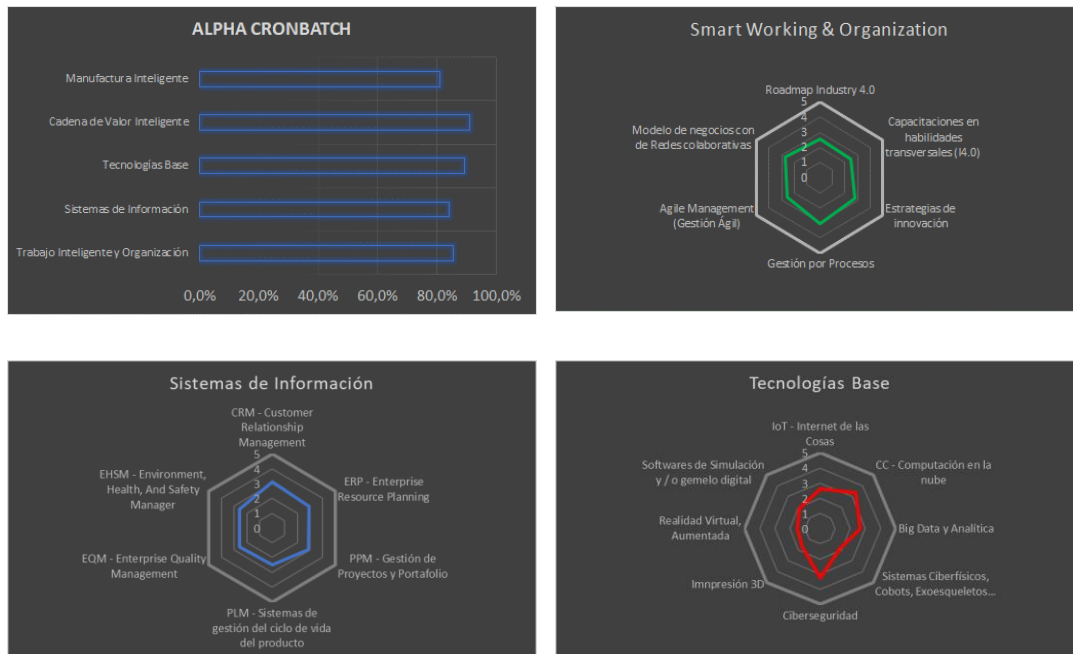 ALPHA CRONBATCH
Manufactura Inteligente
Cadena de Valor Inteligente
Tecnologías Base
Sistemas de Información
Trabajo Inteligente y Organización
0,0% 20,0% 40,0% 60,0% 80,0% 100,0%
Smart Working & Organization
Roadmap Industry 4.0
5
4
3
2
1
0
Capacitaciones en
habilidades
transversales (I4.0)
Estrategias de
innovación
Gestión por Procesos
Agile Management
(Gestión Ágil)
Modelo de negocios con
de Redes colaborativas
Sistemas de Información
CRM - Customer
Relationship
Management
5
4
3
2
1
0
ERP - Enterprise
Resource Planning
PPM - Gestión de
Proyectos y Portafolio
PLM - Sistemas de
gestión del ciclo de vida
del producto
EQM - Enterprise Quality
Management
EHSM - Environment,
Health, And Safety
Manager
Tecnologías Base
IoT - Internet de las
Cosas
5
4
3
2
1
0
CC - Computación en la
nube
Big Data y Analítica
Sistemas Ciberfísicos,
Cobots, Exoesqueletos...
Ciberseguridad
Imnpresión 3D
Realidad Virtual,
Aumentada
Softwares de Simulación
y / o gemelo digital